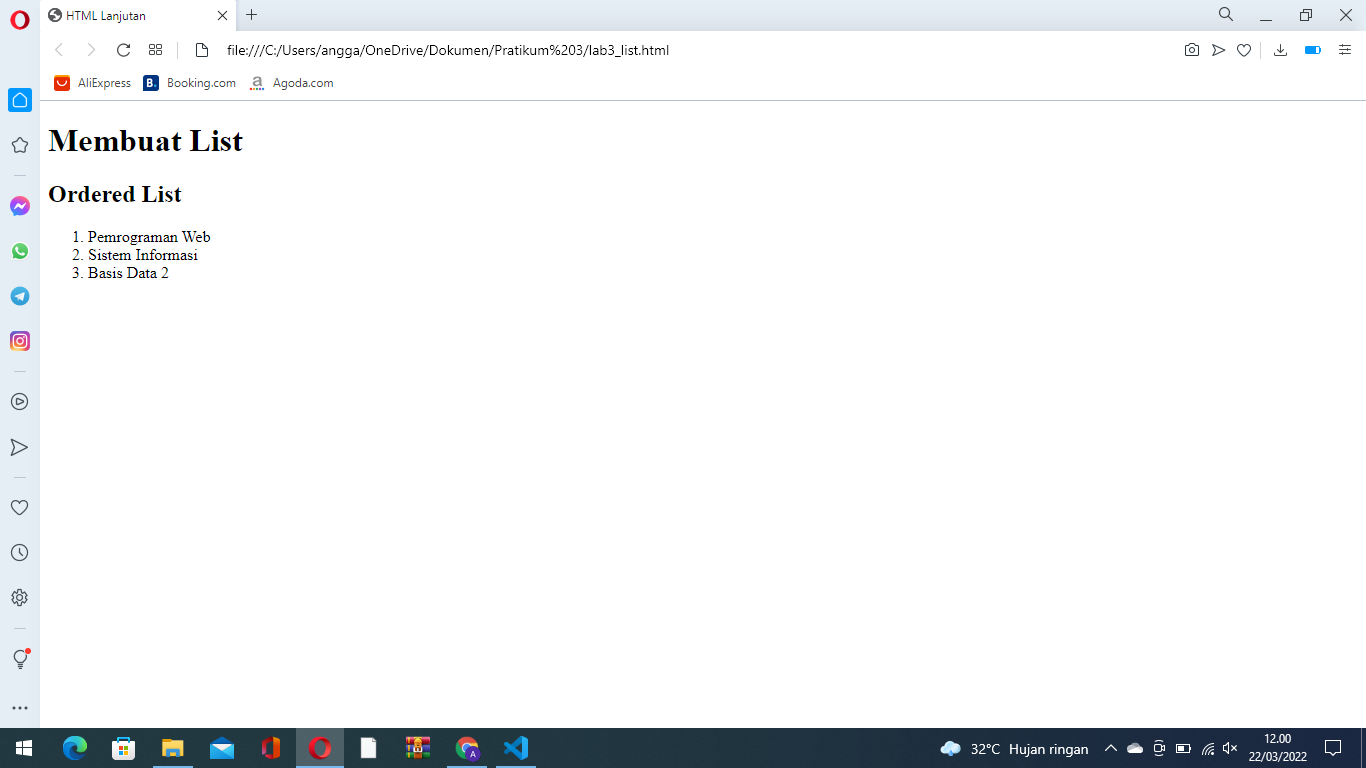 HTML Lanjutan
file:///C:/Users/angga/OneDrive/Dokumen/Pratikum%203/lab3_list.html
AliExpress B. Booking.com a Agoda.com
Membuat List
Ordered List
1. Pemrograman Web
2. Sistem Informasi
3. Basis Data 2
A
32°C Hujan ringan
12.00
22/03/2022